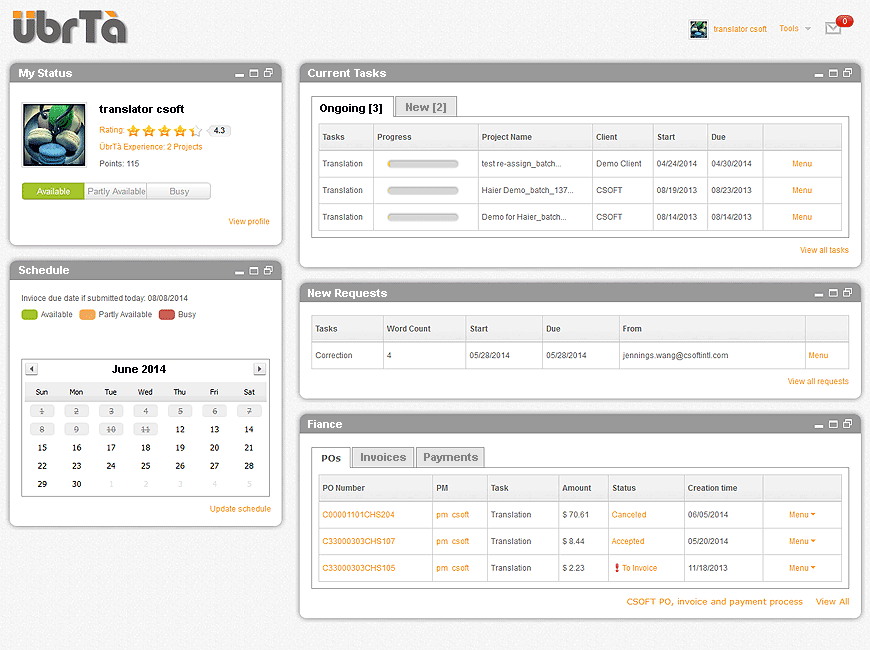 ÜbrTà
translator csoft Tools 0
My Status
translator csoft
Rating: 4.3
ÜbrTà Experience: 2 Projects
Points: 115
Available Partly Available Busy
View profile
Schedule
Invioce due date if submitted today: 08/08/2014
Available Partly Available Busy
June 2014
Sun Mon Tue Wed Thu Fri Sat
1 2 3 4 5 6 7
8 9 10 11 12 13 14
15 16 17 18 19 20 21
22 23 24 25 26 27 28
29 30 1 2 3 4 5
Update schedule
Current Tasks
Ongoing [3] New [2]
Tasks Progress Project Name Client Start Due
Translation test re-assign_batch... Demo Client 04/24/2014 04/30/2014 Menu
Translation Haier Demo_batch_137... CSOFT 08/19/2013 08/23/2013 Menu
Translation Demo for Haier_batch... CSOFT 08/14/2013 08/14/2013 Menu
View all tasks
New Requests
Tasks Word Count Start Due From
Correction 4 05/28/2014 05/28/2014 jennings.wang@csoftintl.com Menu
View all requests
Fiance
POs Invoices Payments
PO Number PM Task Amount Status Creation time
C00001101CHS204 pm csoft Translation $ 70.61 Canceled 06/05/2014 Menu
C33000303CHS107 pm csoft Translation $ 8.44 Accepted 05/20/2014 Menu
C33000303CHS105 pm csoft Translation $ 2.23 ! To Invoice 11/18/2013 Menu
CSOFT PO, invoice and payment process View All